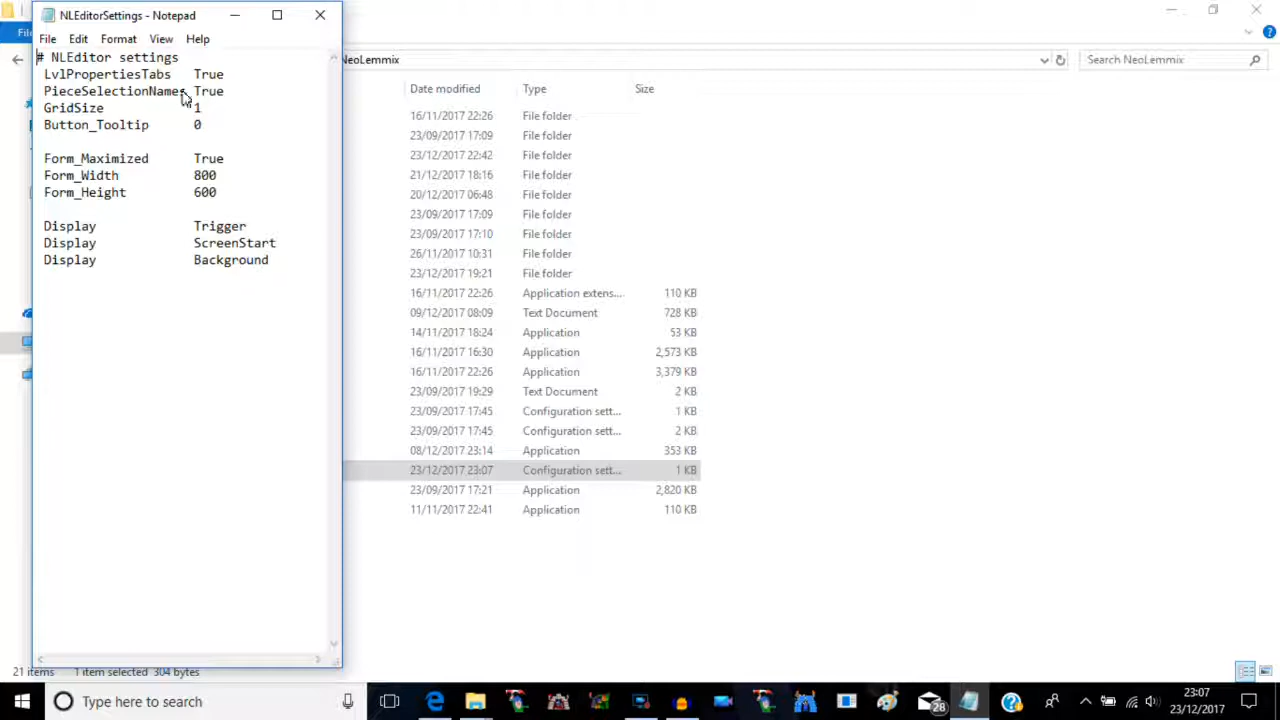 NLEditorSettings - Notepad
File
File Edit Format View Help
NeoLemmix
Search NeoLemmix
# NLEditor settings
LvlPropertiesTabs True
PieceSelectionNames True
GridSize 1
Button_Tooltip 0
Form_Maximized True
Form_Width 800
Form_Height 600
Display Trigger
Display ScreenStart
Display Background
Date modified Type Size
16/11/2017 22:26 File folder
23/09/2017 17:09 File folder
23/12/2017 22:42 File folder
21/12/2017 18:16 File folder
20/12/2017 06:48 File folder
23/09/2017 17:09 File folder
23/09/2017 17:10 File folder
26/11/2017 10:31 File folder
23/12/2017 19:21 File folder
16/11/2017 22:26 Application extens... 110 KB
09/12/2017 08:09 Text Document 728 KB
14/11/2017 18:24 Application 53 KB
16/11/2017 16:30 Application 2,573 KB
16/11/2017 22:26 Application 3,379 KB
23/09/2017 19:29 Text Document 2 KB
23/09/2017 17:45 Configuration sett... 1 KB
23/09/2017 17:45 Configuration sett... 2 KB
08/12/2017 23:14 Application 353 KB
23/12/2017 23:07 Configuration sett... 1 KB
23/09/2017 17:21 Application 2,820 KB
11/11/2017 22:41 Application 110 KB
21 items 1 item selected 304 bytes
Type here to search
28
23:07
23/12/2017